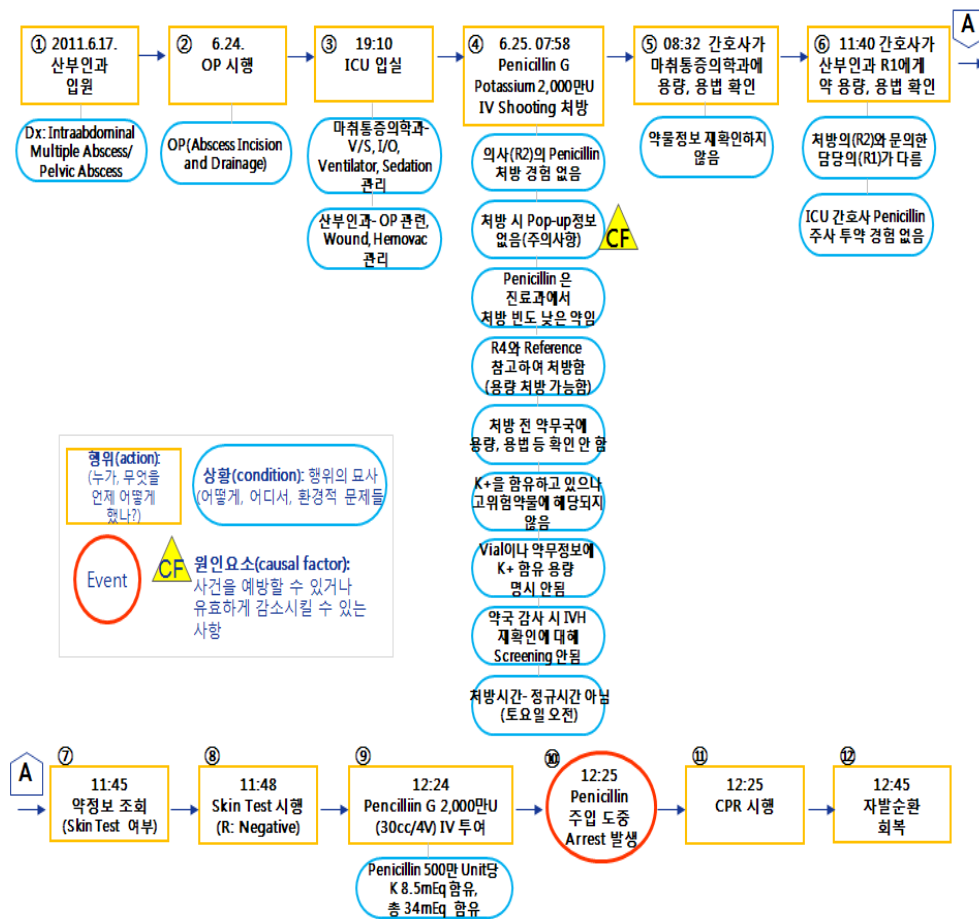 ① 2011.6.17.
산부인과
입원
Dx: Intraabdominal
Multiple Abscess/
Pelvic Abscess
② 6.24.
OP 시행
OP(Abscess Incision
and Drainage)
③ 19:10
ICU 입실
마취통증의학과-
V/S, I/O,
Ventilator, Sedation
관리
산부인과- OP 관련,
Wound, Hemovac
관리
④ 6.25. 07:58
Penicillin G
Potassium 2,000만U
IV Shooting 처방
의사(R2)의 Penicillin
처방 경험 없음
처방 시 Pop-up정보
없음(주의사항)
CF
Penicillin 은
진료과에서
처방 빈도 낮은 약임
R4와 Reference
참고하여 처방함
(용량 처방 가능함)
처방 전 약무국에
용량, 용법 등 확인 안 함
K+을 함유하고 있으나
고위험약물에 해당되지
않음
Vial이나 약무정보에
K+ 함유 용량
명시 안됨
약국 감사 시 IVH
재확인에 대해
Screening 안됨
처방시간- 정규시간 아님
(토요일 오전)
⑤ 08:32 간호사가
마취통증의학과에
용량, 용법 확인
약물정보 재확인하지
않음
⑥ 11:40 간호사가
산부인과 R1에게
약 용량, 용법 확인
처방의(R2)와 문의한
담당의(R1)가 다름
ICU 간호사 Penicillin
주사 투약 경험 없음
A
행위(action):
(누가, 무엇을
언제 어떻게
했나?)
상황(condition): 행위의 묘사
(어떻게, 어디서, 환경적 문제들
Event
CF
원인요소(causal factor):
사건을 예방할 수 있거나
유효하게 감소시킬 수 있는
사항
A
⑦
11:45
약정보 조회
(Skin Test 여부)
⑧
11:48
Skin Test 시행
(R: Negative)
⑨
12:24
Pencilliin G 2,000만U
(30cc/4V) IV 투여
Penicillin 500만 Unit당
K 8.5mEq 함유,
총 34mEq 함유
⑩
12:25
Penicillin
주입 도중
Arrest 발생
⑪
12:25
CPR 시행
⑫
12:45
자발순환
회복